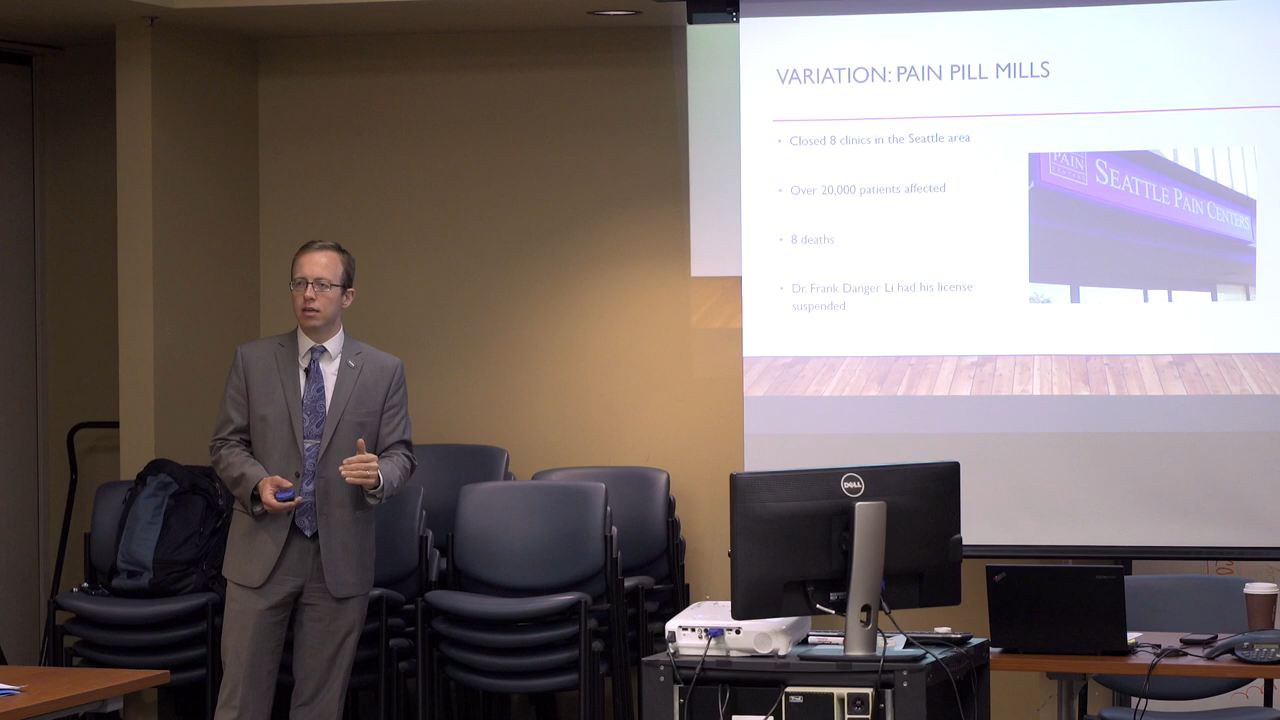 VARIATION: PAIN PILL MILLS
• Closed 8 clinics in the Seattle area
• Over 20,000 patients affected
• 8 deaths
• Dr. Frank Danger Li had his license
suspended
PAIN
SEATTLE PAIN CENTERS
DELL